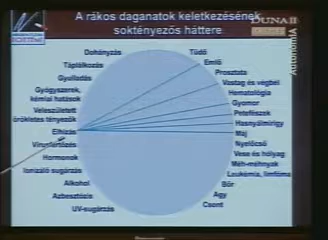 A rákos daganatok keletkezésének
soktényezős háttere
DUNA II
Dohányzás
Táplálkozás
Gyulladás
Gyógyszerek,
kémiai hatások
Veleszületett
örökletes tényezők
Elhízás
Vírusfertőzés
Hormonok
Ionizáló sugárzás
Alkohol
Azbesztózis
UV-sugárzás
Tüdő
Emlő
Prosztata
Vastag és végbél
Hematológia
Gyomor
Petefészek
Hasnyálmirigy
Máj
Nyelőcső
Vese és hólyag
Méh-méhnyak
Leukémia, limfóma
Bőr
Agy
Csont